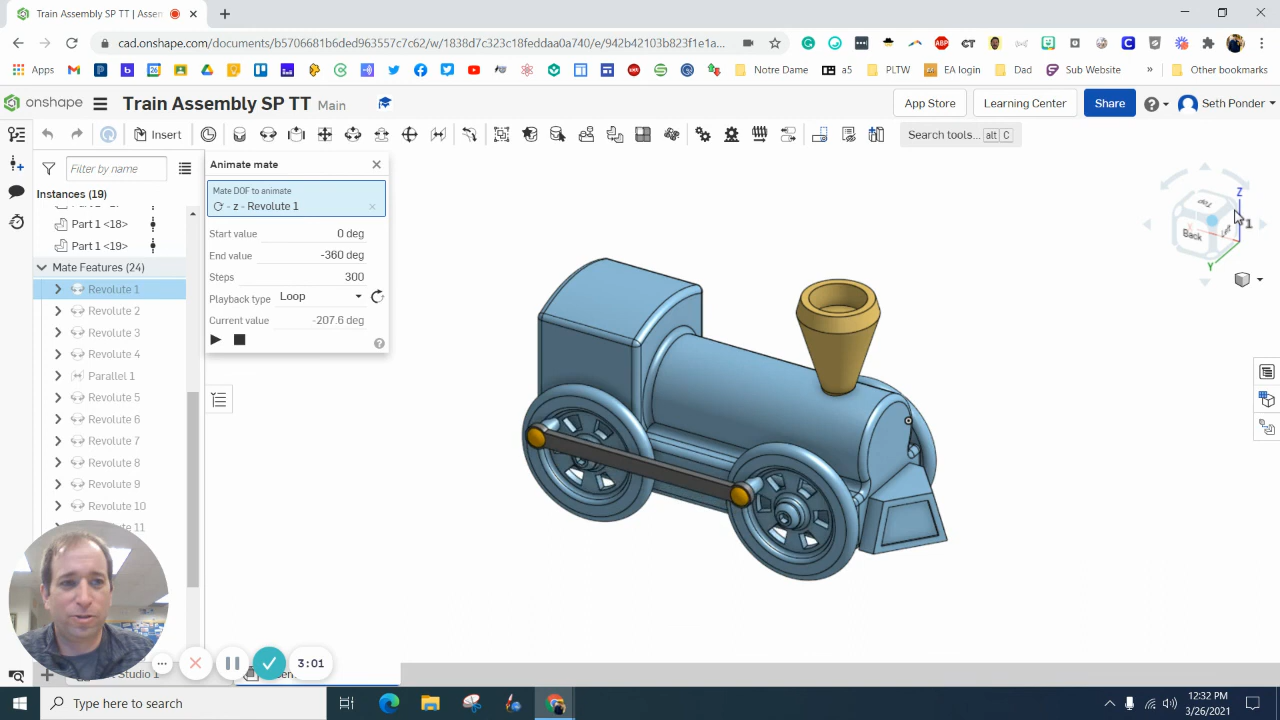 Train Assembly SP TT | Assen
cad.onshape.com/documents/b5706681b6ded963557c7c62/w/1838d7c323c18feddaa0a740/e/942b42103b823f1e4a...
Apps
Notre Dame
a5
PLTW
EA login
Dad
Sub Website
»
Other bookmarks
onshape
Train Assembly SP TT
Main
App Store
Learning Center
Share
Seth Ponder
Insert
Search tools...
alt
C
Filter by name
Animate mate
Instances (19)
Mate DOF to animate
- z - Revolute 1
Part 1 <18>
Start value
0 deg
Part 1 <19>
End value
-360 deg
Mate Features (24)
Steps
300
Revolute 1
Playback type
Loop
Revolute 2
Current value
-207.6 deg
Revolute 3
Revolute 4
Parallel 1
Revolute 5
Revolute 6
Revolute 7
Revolute 8
Revolute 9
Revolute 10
11
Z
Top
Back
Y
3:01
Studio 1
Type here to search
12:32 PM
3/26/2021